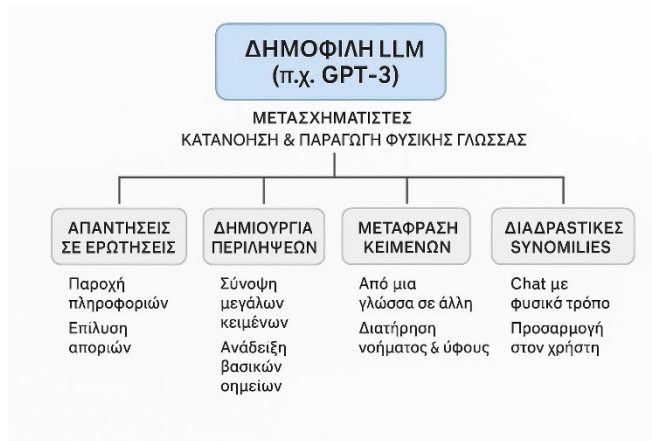 ΔΗΜΟΦΙΛΗ LLM
(π.χ. GPT-3)
ΜΕΤΑΣΧΗΜΑΤΙΣΤΕΣ
ΚΑΤΑΝΟΗΣΗ & ΠΑΡΑΓΩΓΗ ΦΥΣΙΚΗΣ ΓΛΩΣΣΑΣ
ΑΠΑΝΤΗΣΕΙΣ
ΣΕ ΕΡΩΤΗΣΕΙΣ
Παροχή
πληροφοριών
Επίλυση
αποριών
ΔΗΜΙΟΥΡΓΙΑ
ΠΕΡΙΛΗΨΕΩΝ
Σύνοψη
μεγάλων
κειμένων
Ανάδειξη
βασικών
σημείων
ΜΕΤΑΦΡΑΣΗ
ΚΕΙΜΕΝΩΝ
Από μια
γλώσσα σε άλλη
Διατήρηση
νοήματος & ύφους
ΔΙΑΔΡΑSTIKEΣ
SYNOMILIES
Chat με
φυσικό τρόπο
Προσαρμογή
στον χρήστη